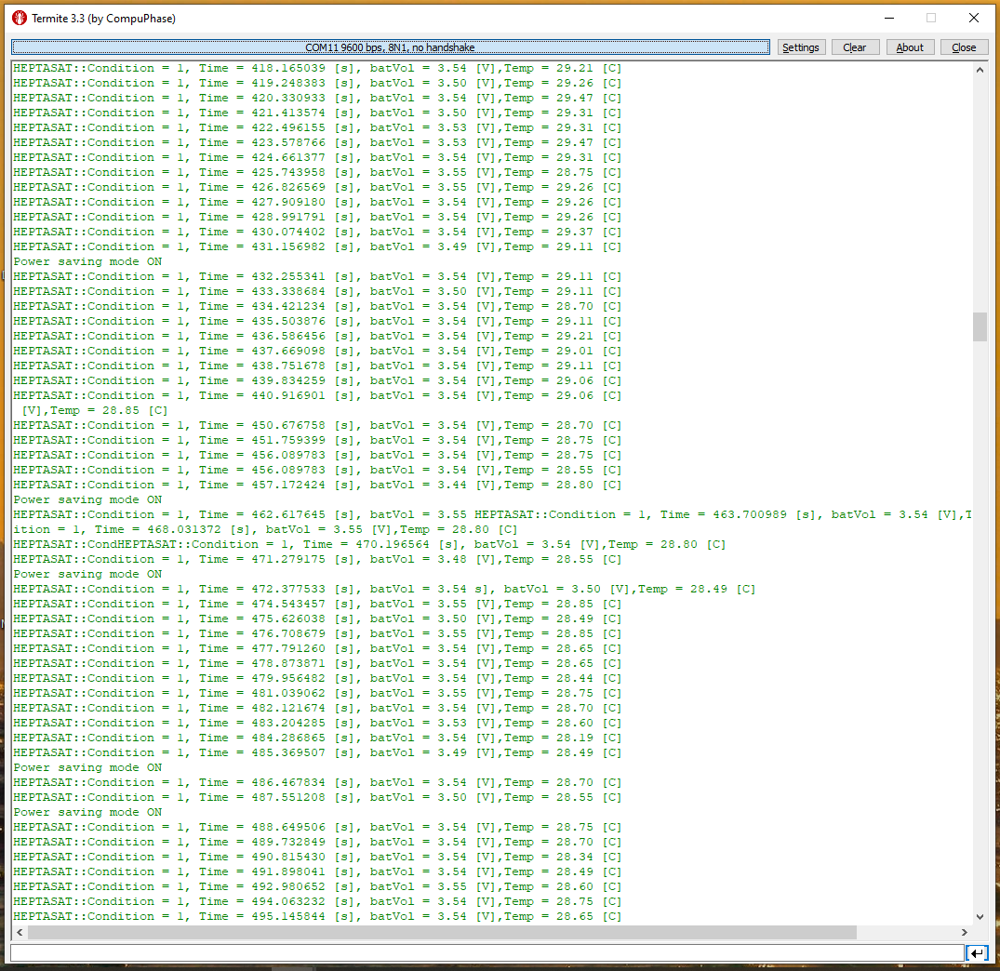 Termite 3.3 (by CompuPhase)
COM11 9600 bps, 8N1, no handshake
Settings
Clear
About
Close
HEPTASAT::Condition = 1, Time = 418.165039 [s], batVol = 3.54 [V],Temp = 29.21 [C]
HEPTASAT::Condition = 1, Time = 419.248383 [s], batVol = 3.50 [V],Temp = 29.26 [C]
HEPTASAT::Condition = 1, Time = 420.330933 [s], batVol = 3.54 [V],Temp = 29.47 [C]
HEPTASAT::Condition = 1, Time = 421.413574 [s], batVol = 3.50 [V],Temp = 29.31 [C]
HEPTASAT::Condition = 1, Time = 422.496155 [s], batVol = 3.53 [V],Temp = 29.31 [C]
HEPTASAT::Condition = 1, Time = 423.578766 [s], batVol = 3.53 [V],Temp = 29.47 [C]
HEPTASAT::Condition = 1, Time = 424.661377 [s], batVol = 3.54 [V],Temp = 29.31 [C]
HEPTASAT::Condition = 1, Time = 425.743958 [s], batVol = 3.55 [V],Temp = 28.75 [C]
HEPTASAT::Condition = 1, Time = 426.826569 [s], batVol = 3.55 [V],Temp = 29.26 [C]
HEPTASAT::Condition = 1, Time = 427.909180 [s], batVol = 3.54 [V],Temp = 29.26 [C]
HEPTASAT::Condition = 1, Time = 428.991791 [s], batVol = 3.54 [V],Temp = 29.26 [C]
HEPTASAT::Condition = 1, Time = 430.074402 [s], batVol = 3.54 [V],Temp = 29.37 [C]
HEPTASAT::Condition = 1, Time = 431.156982 [s], batVol = 3.49 [V],Temp = 29.11 [C]
Power saving mode ON
HEPTASAT::Condition = 1, Time = 432.255341 [s], batVol = 3.54 [V],Temp = 29.11 [C]
HEPTASAT::Condition = 1, Time = 433.338684 [s], batVol = 3.50 [V],Temp = 29.11 [C]
HEPTASAT::Condition = 1, Time = 434.421234 [s], batVol = 3.54 [V],Temp = 28.70 [C]
HEPTASAT::Condition = 1, Time = 435.503876 [s], batVol = 3.54 [V],Temp = 29.11 [C]
HEPTASAT::Condition = 1, Time = 436.586456 [s], batVol = 3.54 [V],Temp = 29.21 [C]
HEPTASAT::Condition = 1, Time = 437.669098 [s], batVol = 3.54 [V],Temp = 29.01 [C]
HEPTASAT::Condition = 1, Time = 438.751678 [s], batVol = 3.54 [V],Temp = 29.11 [C]
HEPTASAT::Condition = 1, Time = 439.834259 [s], batVol = 3.54 [V],Temp = 29.06 [C]
HEPTASAT::Condition = 1, Time = 440.916901 [s], batVol = 3.54 [V],Temp = 29.06 [C]
 [V],Temp = 28.85 [C]
HEPTASAT::Condition = 1, Time = 450.676758 [s], batVol = 3.54 [V],Temp = 28.70 [C]
HEPTASAT::Condition = 1, Time = 451.759399 [s], batVol = 3.54 [V],Temp = 28.75 [C]
HEPTASAT::Condition = 1, Time = 456.089783 [s], batVol = 3.54 [V],Temp = 28.75 [C]
HEPTASAT::Condition = 1, Time = 456.089783 [s], batVol = 3.54 [V],Temp = 28.55 [C]
HEPTASAT::Condition = 1, Time = 457.172424 [s], batVol = 3.44 [V],Temp = 28.80 [C]
Power saving mode ON
HEPTASAT::Condition = 1, Time = 462.617645 [s], batVol = 3.55 HEPTASAT::Condition = 1, Time = 463.700989 [s], batVol = 3.54 [V],T
ition = 1, Time = 468.031372 [s], batVol = 3.55 [V],Temp = 28.80 [C]
HEPTASAT::CondHEPTASAT::Condition = 1, Time = 470.196564 [s], batVol = 3.54 [V],Temp = 28.80 [C]
HEPTASAT::Condition = 1, Time = 471.279175 [s], batVol = 3.48 [V],Temp = 28.55 [C]
Power saving mode ON
HEPTASAT::Condition = 1, Time = 472.377533 [s], batVol = 3.54 s], batVol = 3.50 [V],Temp = 28.49 [C]
HEPTASAT::Condition = 1, Time = 474.543457 [s], batVol = 3.55 [V],Temp = 28.85 [C]
HEPTASAT::Condition = 1, Time = 475.626038 [s], batVol = 3.50 [V],Temp = 28.49 [C]
HEPTASAT::Condition = 1, Time = 476.708679 [s], batVol = 3.55 [V],Temp = 28.85 [C]
HEPTASAT::Condition = 1, Time = 477.791260 [s], batVol = 3.54 [V],Temp = 28.65 [C]
HEPTASAT::Condition = 1, Time = 478.873871 [s], batVol = 3.54 [V],Temp = 28.65 [C]
HEPTASAT::Condition = 1, Time = 479.956482 [s], batVol = 3.54 [V],Temp = 28.44 [C]
HEPTASAT::Condition = 1, Time = 481.039062 [s], batVol = 3.55 [V],Temp = 28.75 [C]
HEPTASAT::Condition = 1, Time = 482.121674 [s], batVol = 3.54 [V],Temp = 28.70 [C]
HEPTASAT::Condition = 1, Time = 483.204285 [s], batVol = 3.53 [V],Temp = 28.60 [C]
HEPTASAT::Condition = 1, Time = 484.286865 [s], batVol = 3.54 [V],Temp = 28.19 [C]
HEPTASAT::Condition = 1, Time = 485.369507 [s], batVol = 3.49 [V],Temp = 28.49 [C]
Power saving mode ON
HEPTASAT::Condition = 1, Time = 486.467834 [s], batVol = 3.54 [V],Temp = 28.70 [C]
HEPTASAT::Condition = 1, Time = 487.551208 [s], batVol = 3.50 [V],Temp = 28.55 [C]
Power saving mode ON
HEPTASAT::Condition = 1, Time = 488.649506 [s], batVol = 3.54 [V],Temp = 28.75 [C]
HEPTASAT::Condition = 1, Time = 489.732849 [s], batVol = 3.54 [V],Temp = 28.70 [C]
HEPTASAT::Condition = 1, Time = 490.815430 [s], batVol = 3.54 [V],Temp = 28.34 [C]
HEPTASAT::Condition = 1, Time = 491.898041 [s], batVol = 3.54 [V],Temp = 28.49 [C]
HEPTASAT::Condition = 1, Time = 492.980652 [s], batVol = 3.55 [V],Temp = 28.60 [C]
HEPTASAT::Condition = 1, Time = 494.063232 [s], batVol = 3.54 [V],Temp = 28.75 [C]
HEPTASAT::Condition = 1, Time = 495.145844 [s], batVol = 3.54 [V],Temp = 28.65 [C]